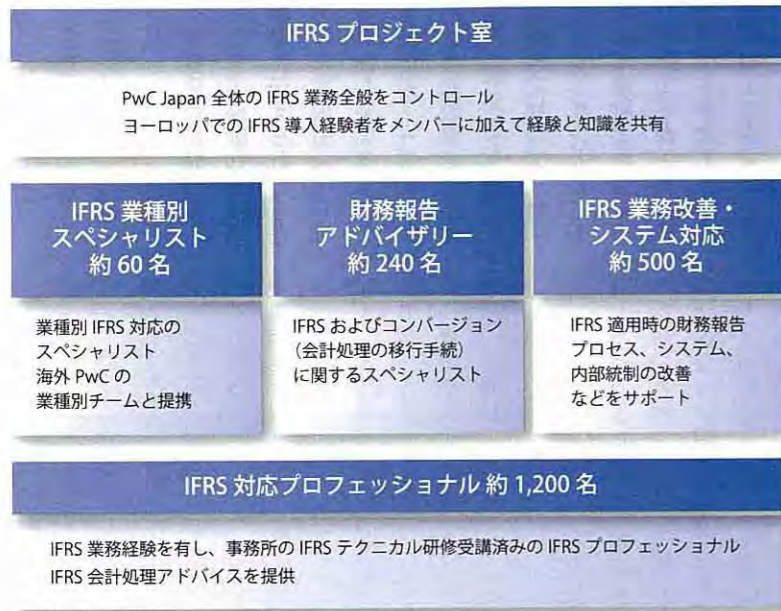 IFRS プロジェクト室
PwC Japan 全体の IFRS 業務全般をコントロール
ヨーロッパでの IFRS 導入経験者をメンバーに加えて経験と知識を共有
IFRS 業種別
スペシャリスト
約 60 名
業種別 IFRS 対応の
スペシャリスト
海外 PwC の
業種別チームと提携
財務報告
アドバイザリー
約 240 名
IFRS およびコンバージョン
（会計処理の移行手続）
に関するスペシャリスト
IFRS 業務改善・
システム対応
約 500 名
IFRS 適用時の財務報告
プロセス、システム、
内部統制の改善
などをサポート
IFRS 対応プロフェッショナル 約 1,200 名
IFRS 業務経験を有し、事務所の IFRS テクニカル研修受講済みの IFRS プロフェッショナル
IFRS 会計処理アドバイスを提供